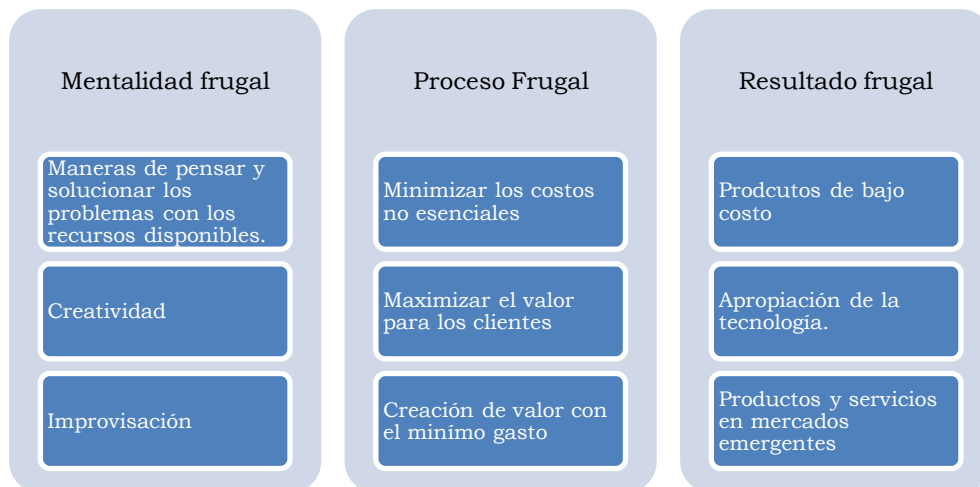 Mentalidad frugal
Maneras de pensar y
solucionar los
problemas con los
recursos disponibles.
Creatividad
Improvisación
Proceso Frugal
Minimizar los costos
no esenciales
Maximizar el valor
para los clientes
Creación de valor con
el minímo gasto
Resultado frugal
Prodcutos de bajo
costo
Apropiación de la
tecnología.
Productos y servicios
en mercados
emergentes